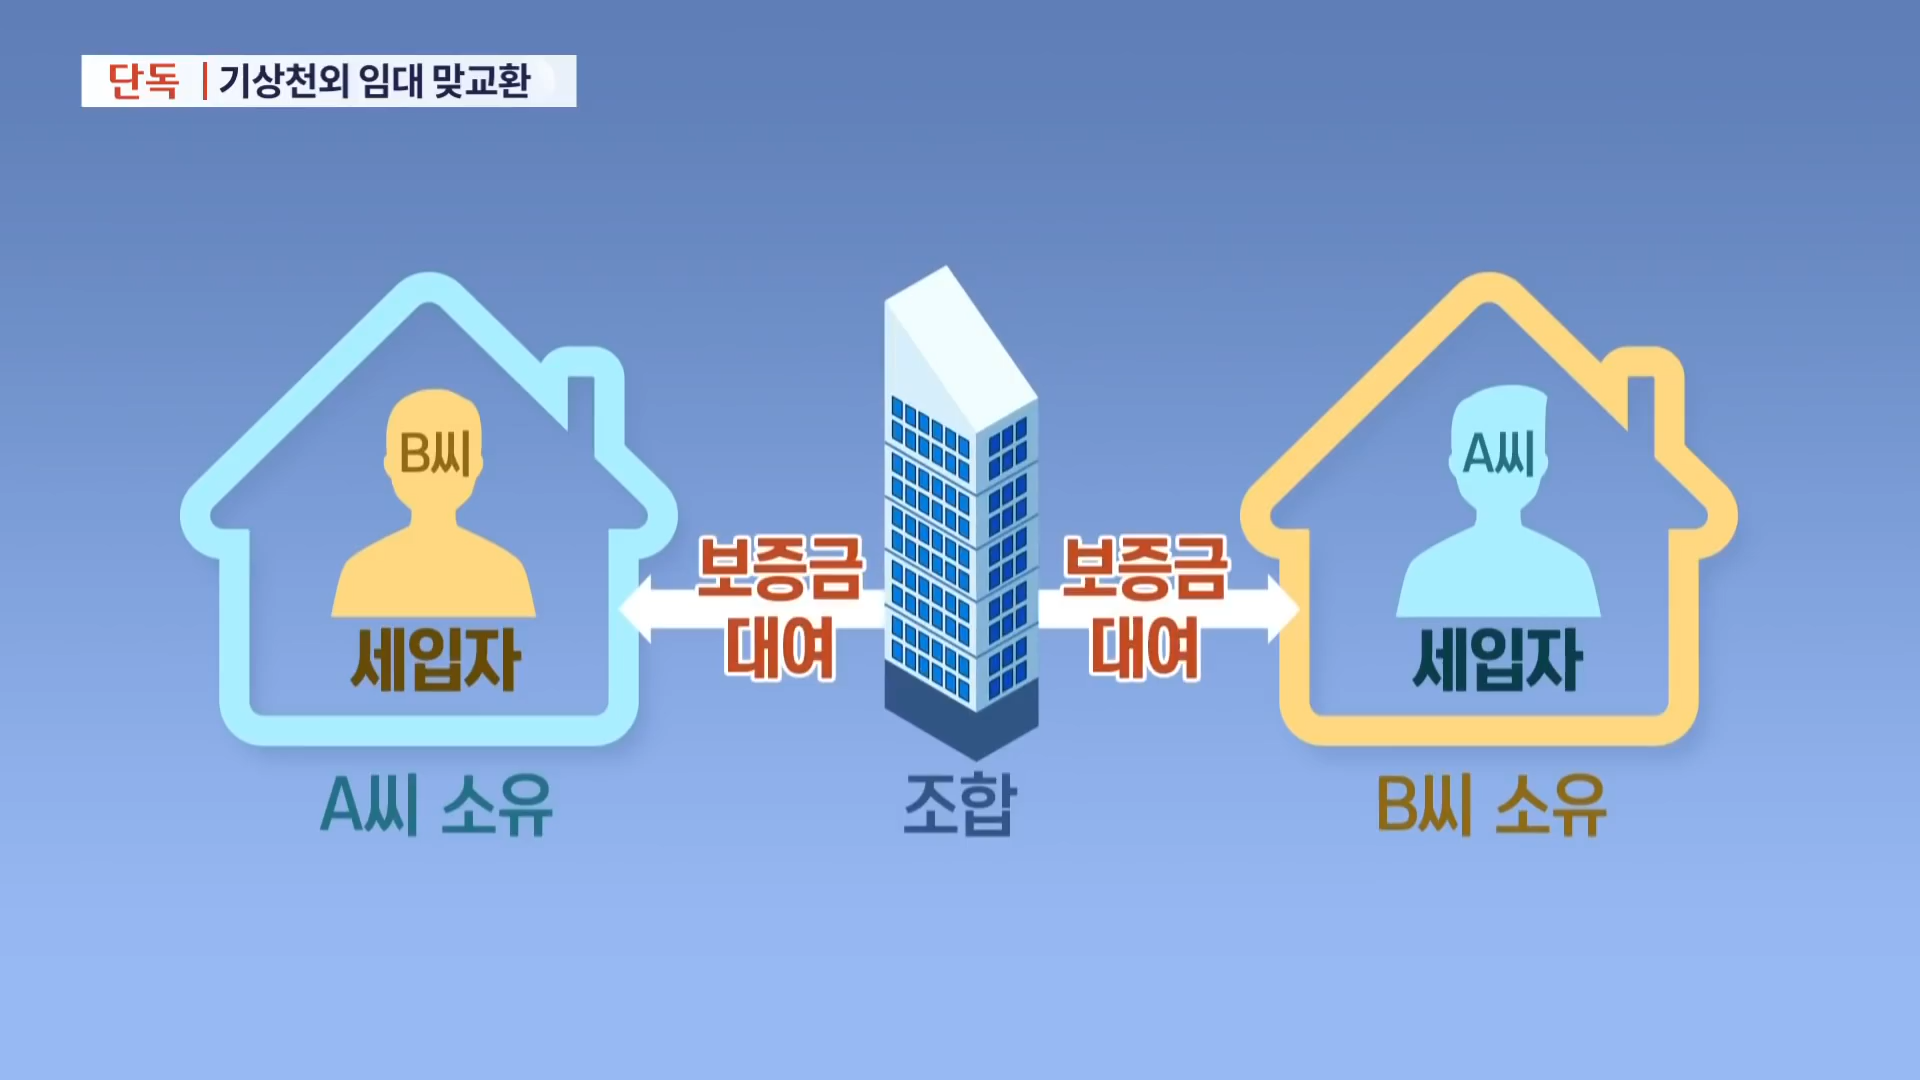 단독 | 기상천외 임대 맞교환
B씨
세입자
A씨 소유
보증금
대여
조합
보증금
대여
A씨
세입자
B씨 소유